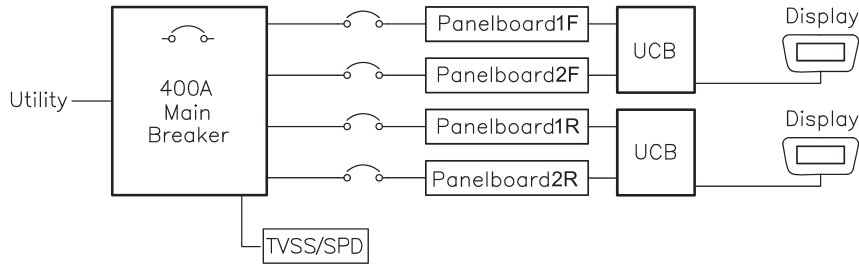 Utility
400A
Main
Breaker
TVSS/SPD
Panelboard1F
Panelboard2F
Panelboard1R
Panelboard2R
UCB
UCB
Display
Display